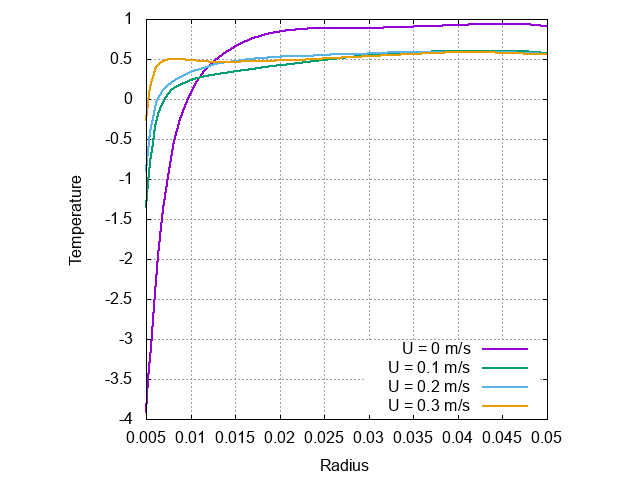 1
0.5
0
-0.5
-1
-1.5
-2
-2.5
-3
-3.5
-4
Temperature
U = 0 m/s
U = 0.1 m/s
U = 0.2 m/s
U = 0.3 m/s
0.005 0.01 0.015 0.02 0.025 0.03 0.035 0.04 0.045 0.05
Radius